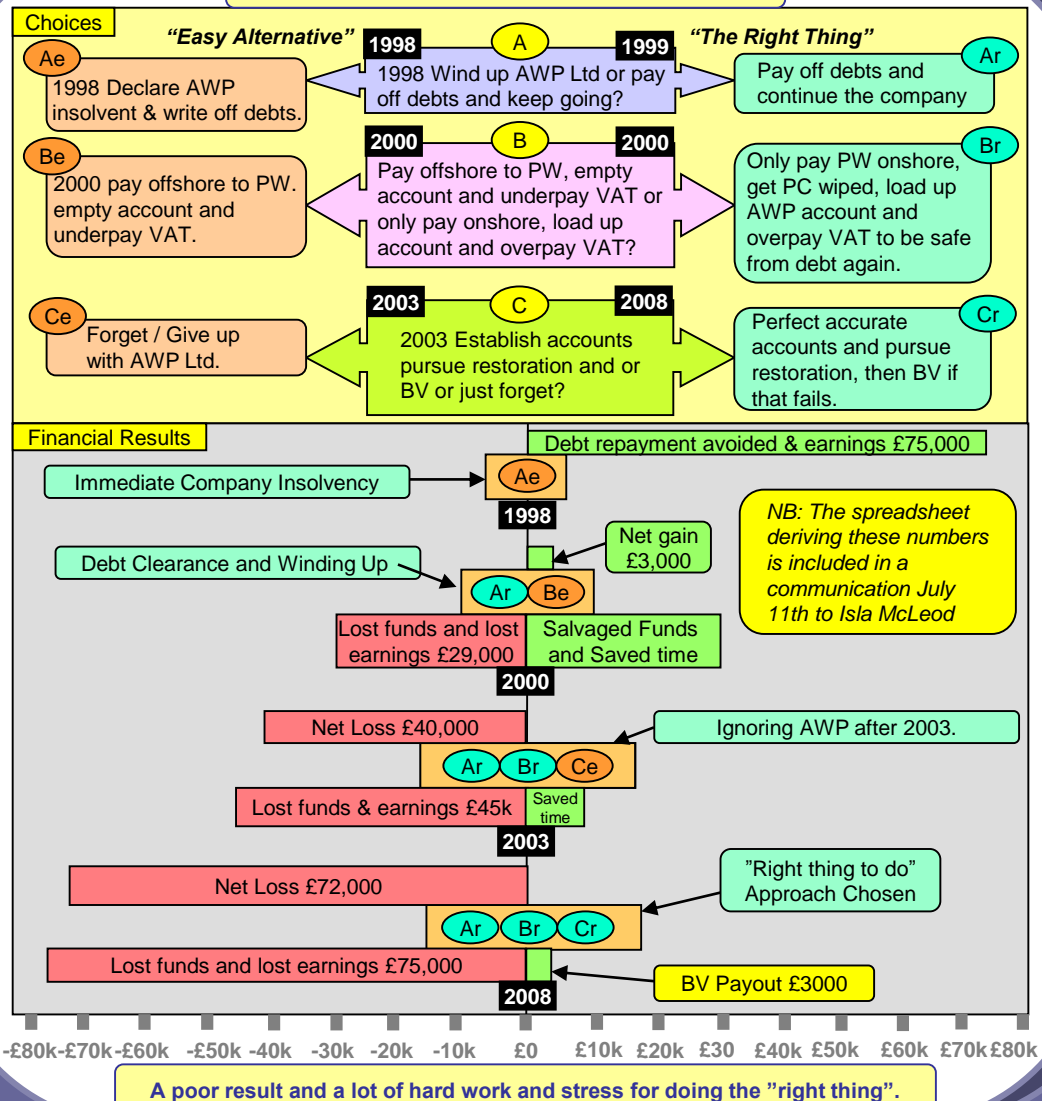 Choices
"Easy Alternative"
1998
A
1999
"The Right Thing"
Ae
1998 Declare AWP
insolvent & write off debts.
1998 Wind up AWP Ltd or pay
off debts and keep going?
Ar
Pay off debts and
continue the company
Be
2000 pay offshore to PW.
empty account and
underpay VAT.
2000
B
2000
Pay offshore to PW, empty
account and underpay VAT or
only pay onshore, load up
account and overpay VAT?
Br
Only pay PW onshore,
get PC wiped, load up
AWP account and
overpay VAT to be safe
from debt again.
Ce
Forget / Give up
with AWP Ltd.
2003
C
2008
2003 Establish accounts
pursue restoration and or
BV or just forget?
Cr
Perfect accurate
accounts and pursue
restoration, then BV if
that fails.
Financial Results
Debt repayment avoided & earnings £75,000
Immediate Company Insolvency
Ae
1998
NB: The spreadsheet
deriving these numbers
is included in a
communication July
11th to Isla McLeod
Net gain
£3,000
Debt Clearance and Winding Up
Ar Be
Lost funds and lost
earnings £29,000
Salvaged Funds
and Saved time
2000
Net Loss £40,000
Ignoring AWP after 2003.
Ar Br Ce
Lost funds & earnings £45k
Saved
time
2003
Net Loss £72,000
"Right thing to do"
Approach Chosen
Ar Br Cr
Lost funds and lost earnings £75,000
BV Payout £3000
2008
-£80k-£70k-£60k -£50k -£40k -£30k -£20k -£10k £0 £10k £20k £30 £40k £50k £60k £70k £80k
A poor result and a lot of hard work and stress for doing the "right thing".